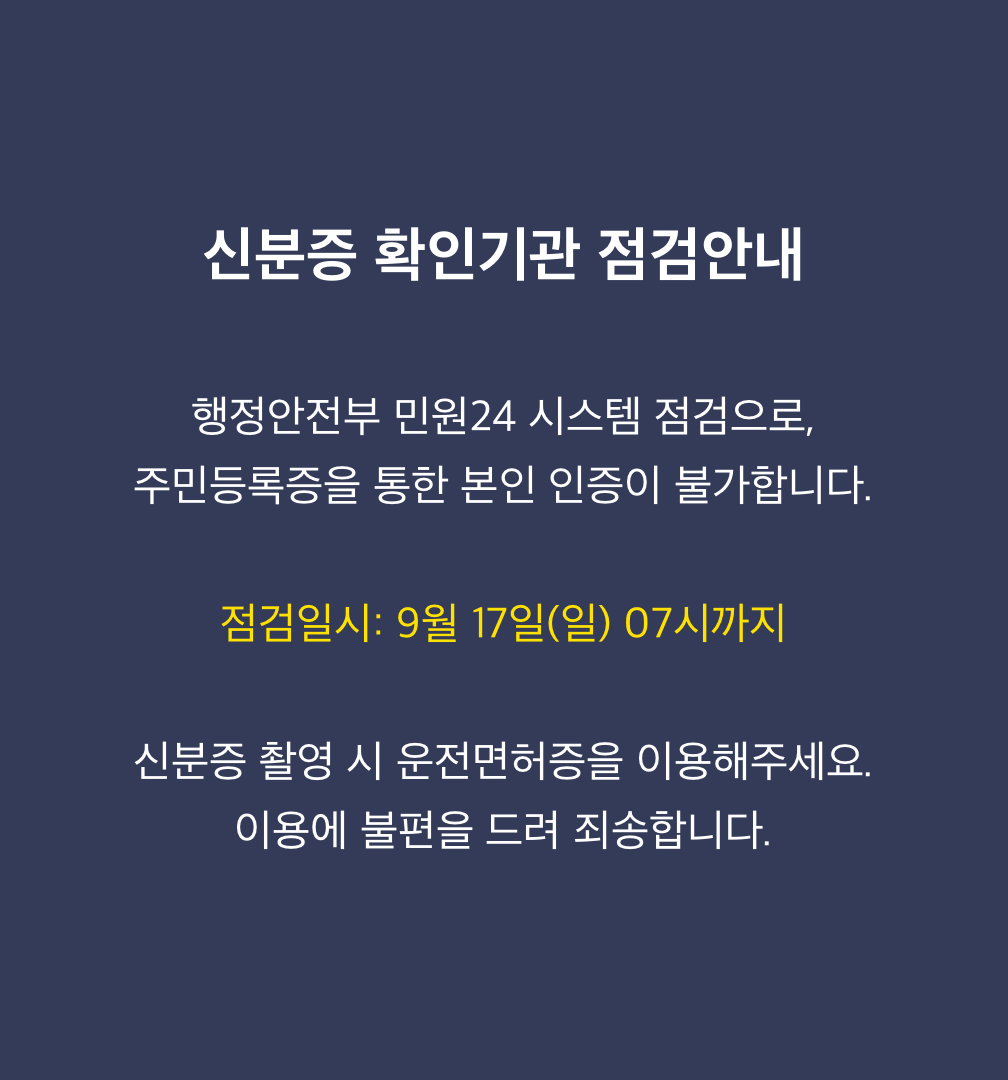 신분증 확인기관 점검안내
행정안전부 민원24 시스템 점검으로,
주민등록증을 통한 본인 인증이 불가합니다.
점검일시: 9월 17일(일) 07시까지
신분증 촬영 시 운전면허증을 이용해주세요.
이용에 불편을 드려 죄송합니다.